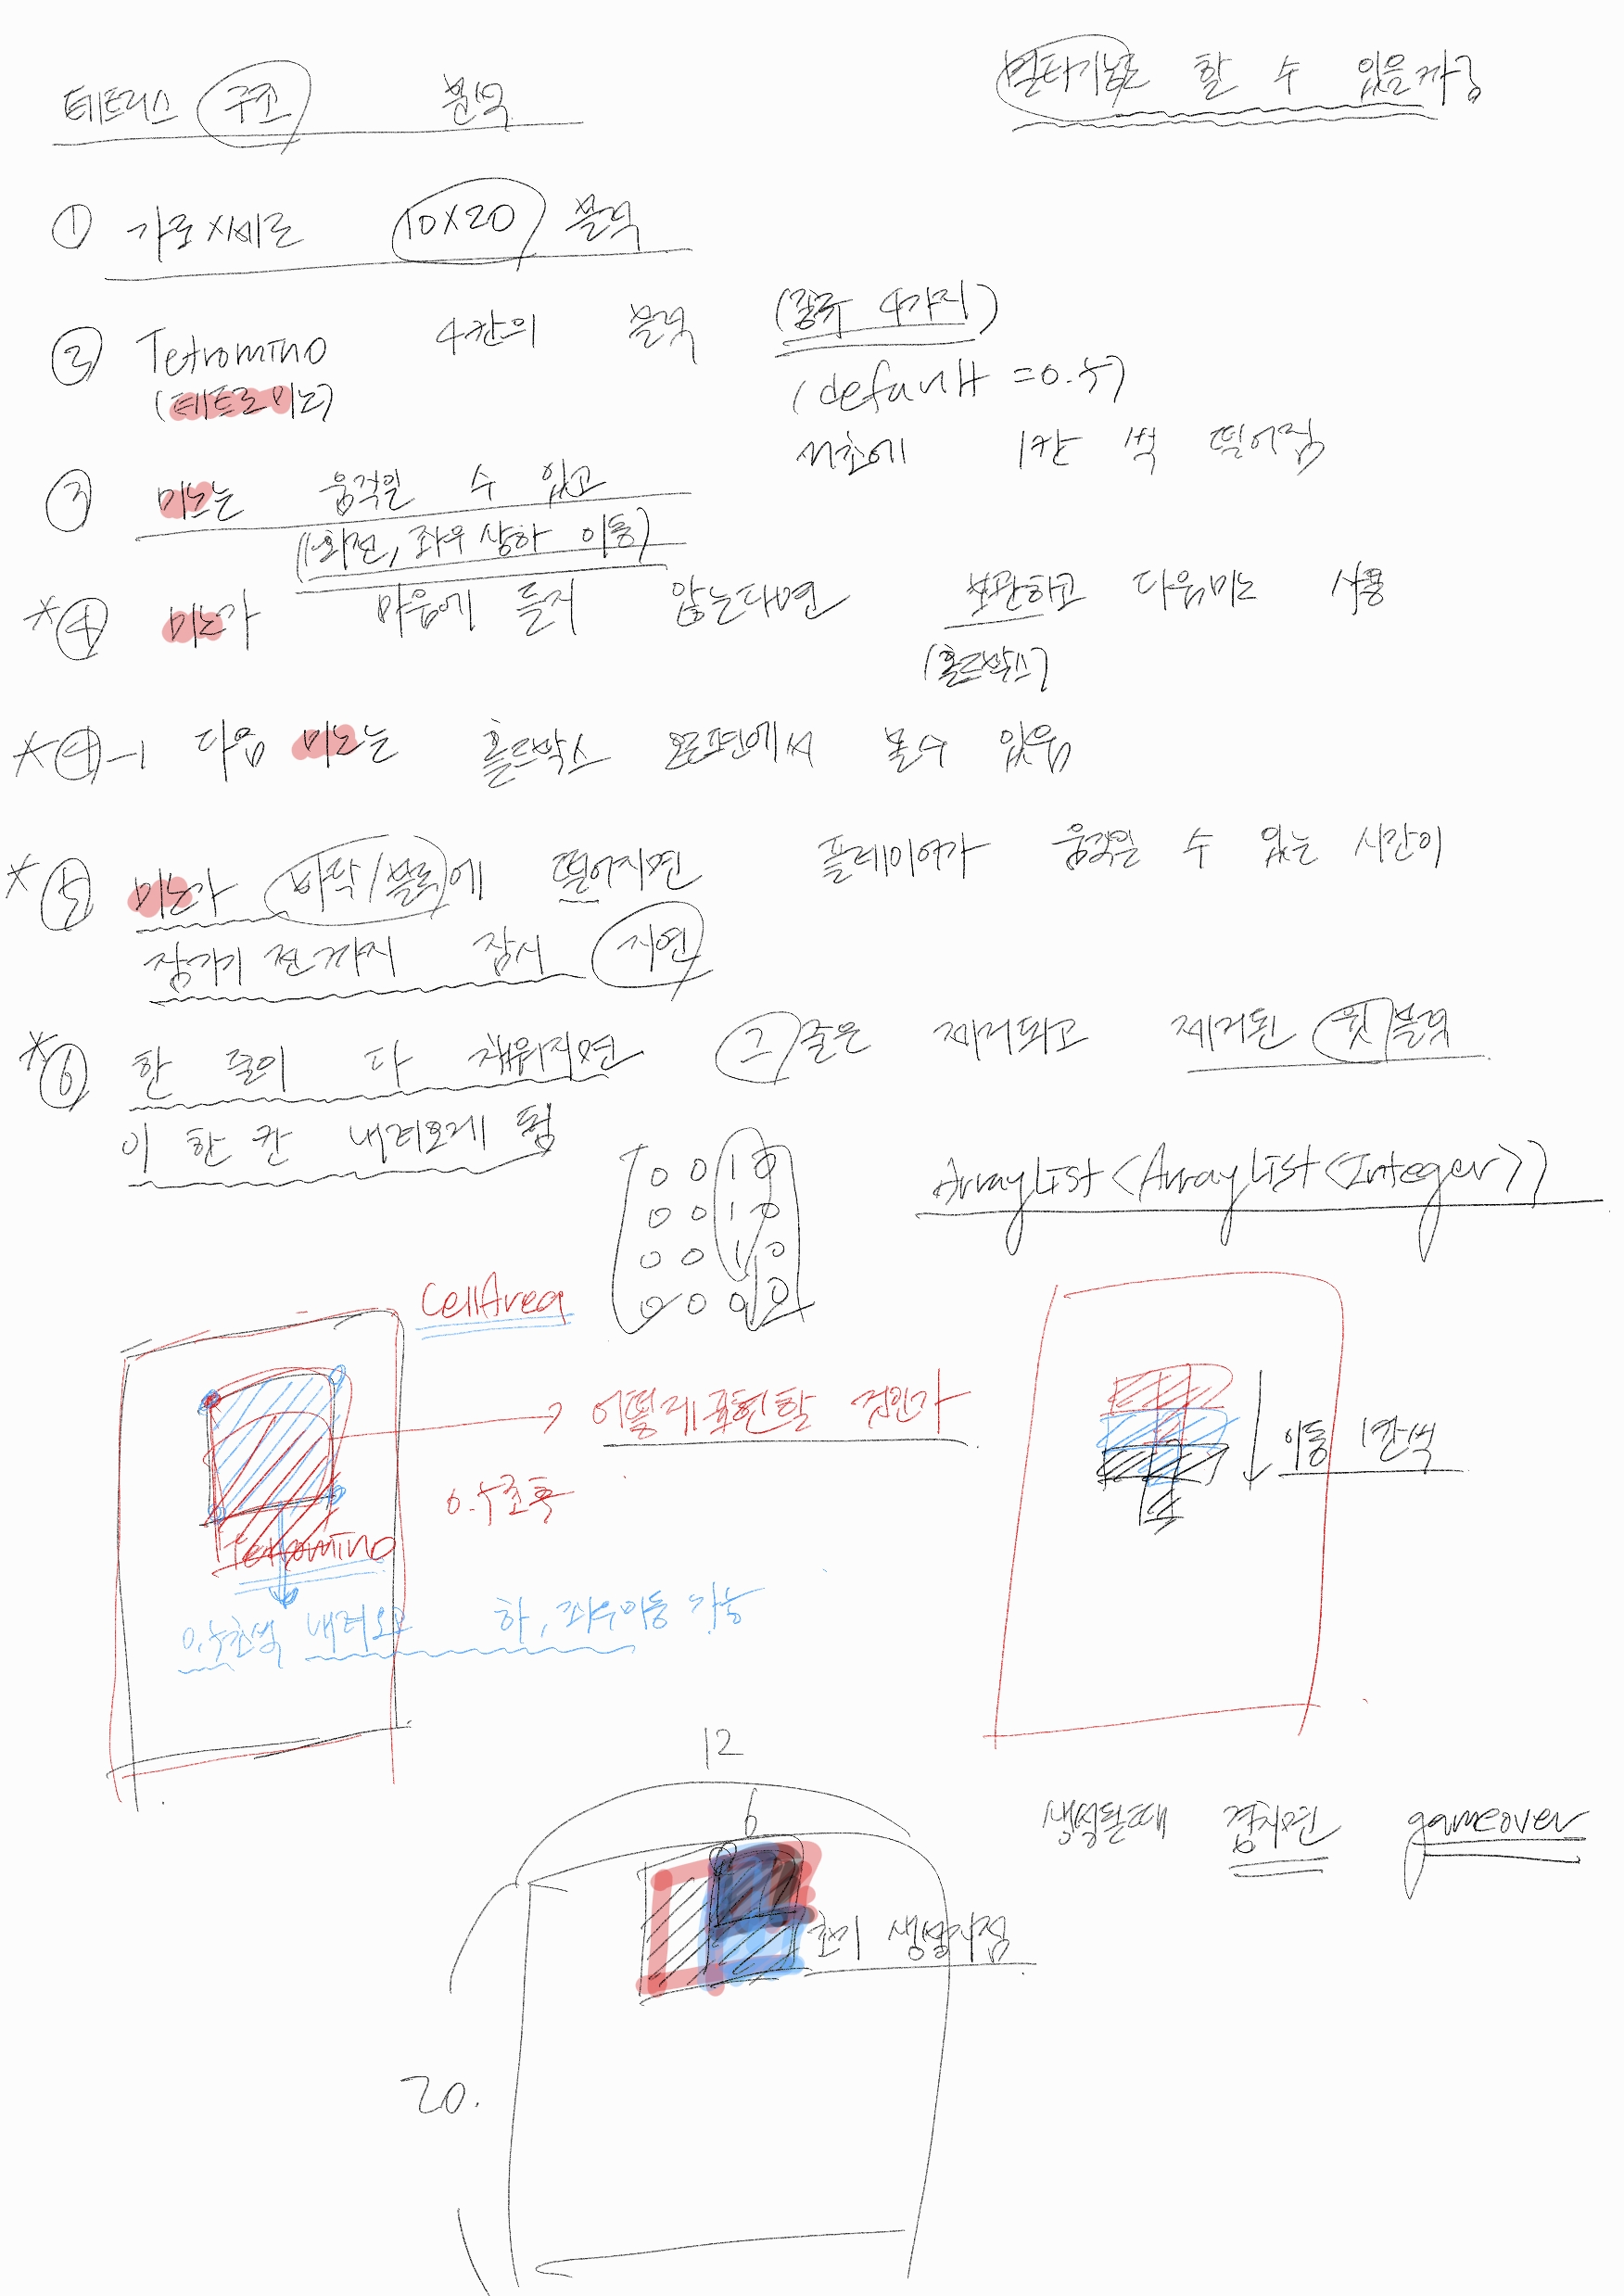 테트리스 구조 분석
멀티기능도 할 수 있을까?
① 가로x세로 10x20 블럭
② Tetromino 4칸의 블럭 (종류 4가지)
(테트로미노)
(default = 0.5)
n초에 1칸 씩 떨어짐
③ 미노는 움직일 수 있고
(회전, 좌우상하 이동)
*④ 미노가 마음에 들지 않는다면 보관하고 다음미노 사용
(홀드박스)
*④-1 다음 미노는 홀드박스 오른편에서 볼수 있음
*⑤ 미노가 바닥/블록에 떨어지면 플레이어가 움직일 수 있는 시간이
잠기기 전까지 잠시 지연
*⑥ 한 줄이 다 채워지면 그 줄은 제거되고 제거된 윗블럭
이 한 칸 내려오게 됨
0 0 1 0
0 0 1 0
0 0 1 0
0 0 0 0
ArrayList<ArrayList<Integer>>
CellArea
어떻게 표현할 것인가
0.5초후
Tetromino
0.5초씩 내려오고 하, 좌우이동 가능
이동 1칸씩
12
6
생성될때 겹치면 gameover
초기 생성지점
20.